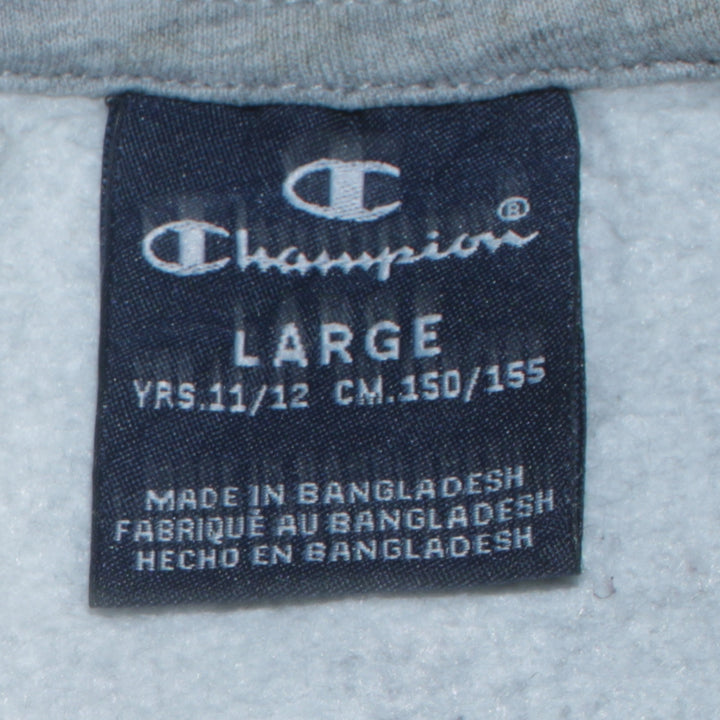 C
Champion®
LARGE
YRS.11/12 CM.150/155
MADE IN BANGLADESH
FABRIQUÉ AU BANGLADESH
HECHO EN BANGLADESH